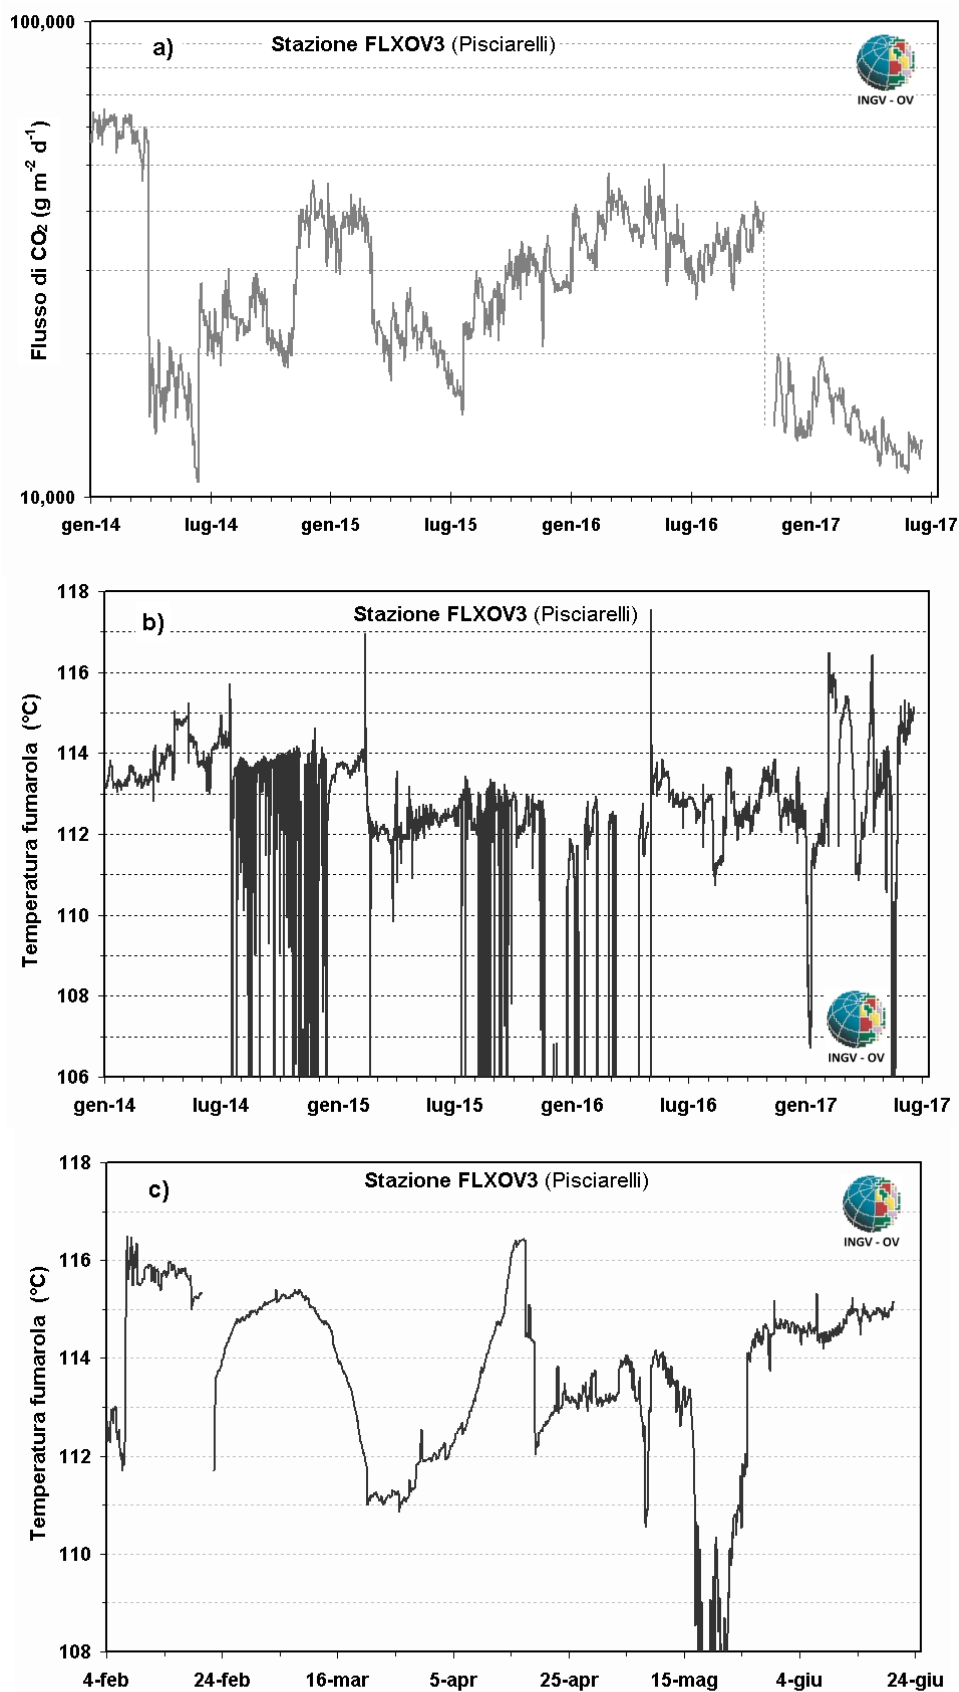 100,000
a) Stazione FLXOV3 (Pisciarelli)
INGV - OV
Flusso di CO₂ (g m⁻² d⁻¹)
10,000
gen-14 lug-14 gen-15 lug-15 gen-16 lug-16 gen-17 lug-17
118
b) Stazione FLXOV3 (Pisciarelli)
116
114
Temperatura fumarola (°C)
112
110
108
INGV - OV
106
gen-14 lug-14 gen-15 lug-15 gen-16 lug-16 gen-17 lug-17
118
c) Stazione FLXOV3 (Pisciarelli)
INGV - OV
116
114
Temperatura fumarola (°C)
112
110
108
4-feb 24-feb 16-mar 5-apr 25-apr 15-mag 4-giu 24-giu